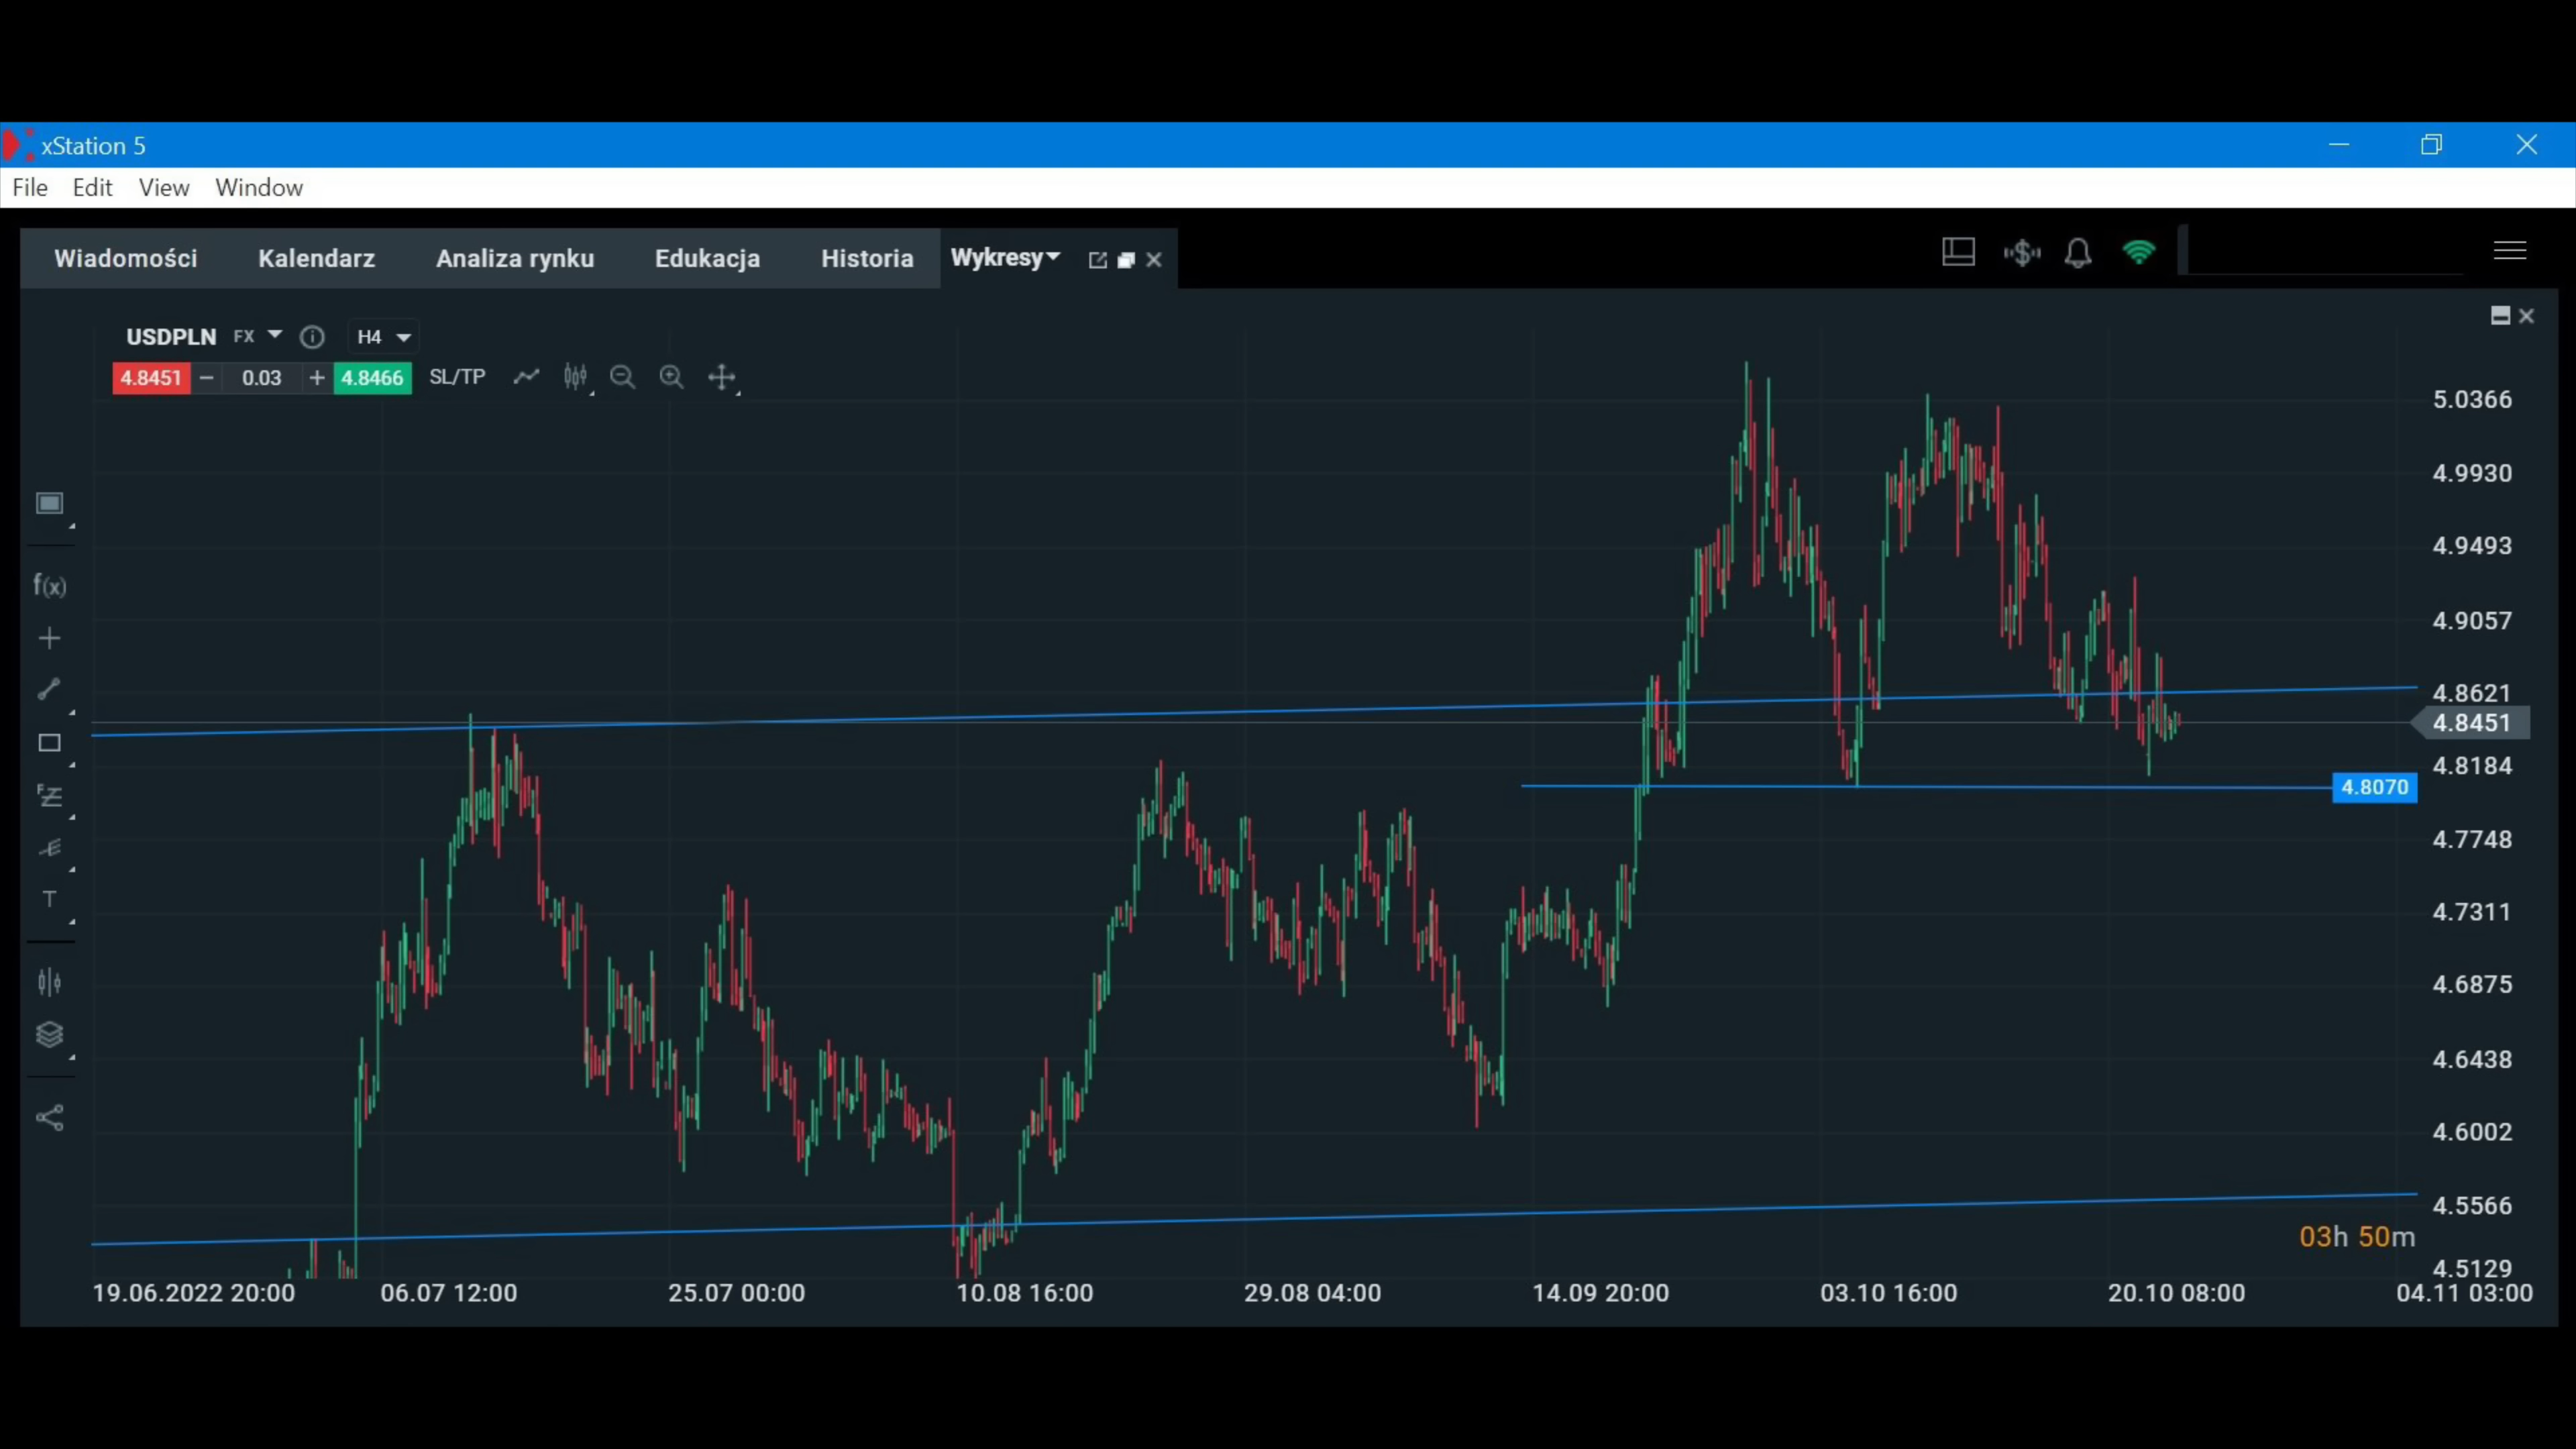 xStation 5
File Edit View Window
Wiadomości Kalendarz Analiza rynku Edukacja Historia Wykresy
USDPLN FX H4
4.8451 − 0.03 + 4.8466 SL/TP
f(x)
F
T
5.0366
4.9930
4.9493
4.9057
4.8621
4.8451
4.8184
4.8070
4.7748
4.7311
4.6875
4.6438
4.6002
4.5566
03h 50m
4.5129
19.06.2022 20:00 06.07 12:00 25.07 00:00 10.08 16:00 29.08 04:00 14.09 20:00 03.10 16:00 20.10 08:00 04.11 03:00